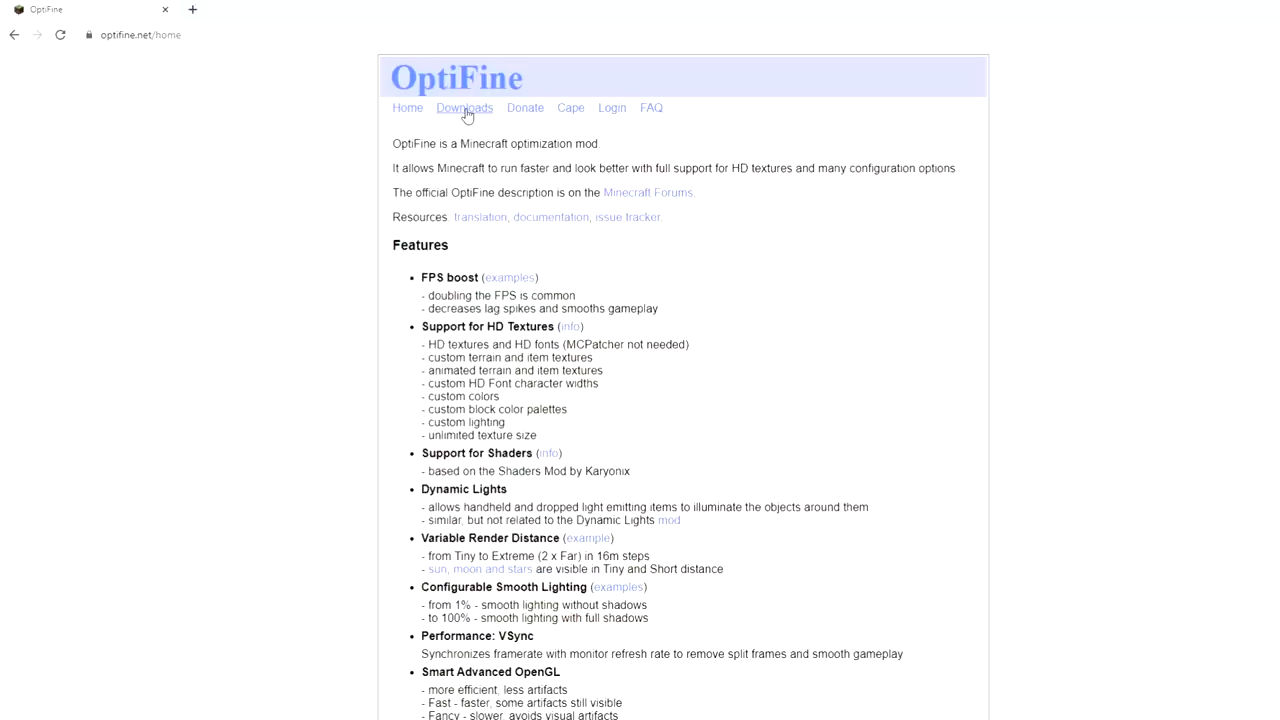 OptiFine
optifine.net/home
OptiFine
Home Downloads Donate Cape Login FAQ
OptiFine is a Minecraft optimization mod.
It allows Minecraft to run faster and look better with full support for HD textures and many configuration options
The official OptiFine description is on the Minecraft Forums.
Resources: translation, documentation, issue tracker.
Features
• FPS boost (examples)
- doubling the FPS is common
- decreases lag spikes and smooths gameplay
• Support for HD Textures (info)
- HD textures and HD fonts (MCPatcher not needed)
- custom terrain and item textures
- animated terrain and item textures
- custom HD Font character widths
- custom colors
- custom block color palettes
- custom lighting
- unlimited texture size
• Support for Shaders (info)
- based on the Shaders Mod by Karyonix
• Dynamic Lights
- allows handheld and dropped light emitting items to illuminate the objects around them
- similar, but not related to the Dynamic Lights mod
• Variable Render Distance (example)
- from Tiny to Extreme (2 x Far) in 16m steps
- sun, moon and stars are visible in Tiny and Short distance
• Configurable Smooth Lighting (examples)
- from 1% - smooth lighting without shadows
- to 100% - smooth lighting with full shadows
• Performance: VSync
Synchronizes framerate with monitor refresh rate to remove split frames and smooth gameplay
• Smart Advanced OpenGL
- more efficient, less artifacts
- Fast - faster, some artifacts still visible
- Fancy - slower, avoids visual artifacts